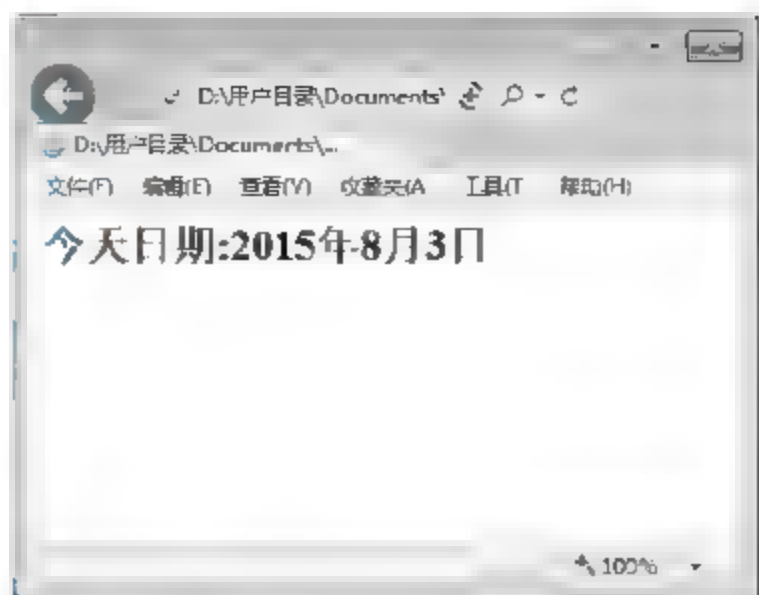 D:\用户目录\Documents\
D:\用户目录\Documents\...
文件(F) 编辑(E) 查看(V) 收藏夹(A 工具(T 帮助(H)
今天日期:2015年8月3日
100%